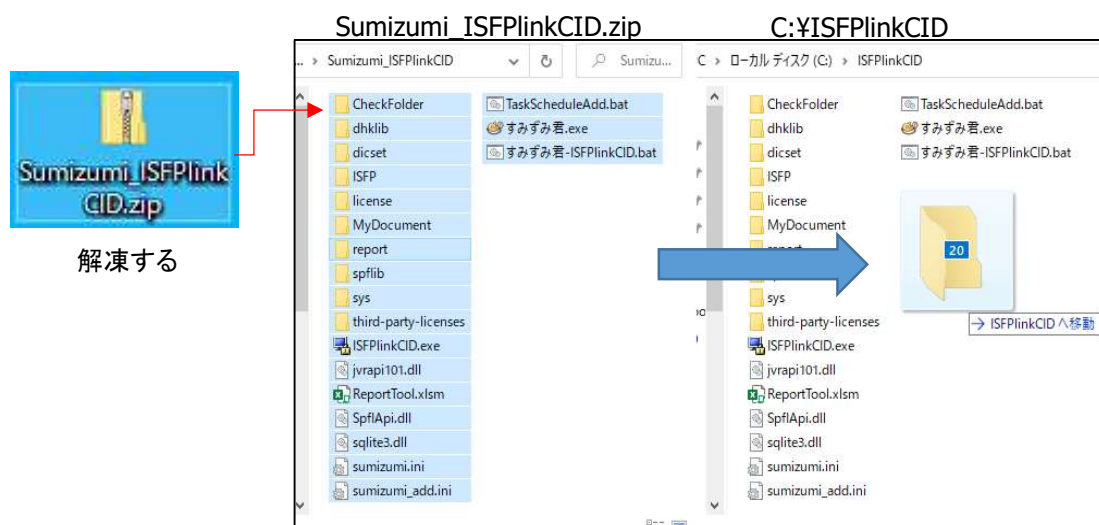 Sumizumi_ISFPlinkCID.zip
C:¥ISFPlinkCID
... › Sumizumi_ISFPlinkCID
Sumizu...
C › ローカル ディスク (C:) › ISFPlinkCID
Sumizumi_ISFPlink
CID.zip
解凍する
CheckFolder
dhklib
dicset
ISFP
license
MyDocument
report
spflib
sys
third-party-licenses
ISFPlinkCID.exe
jvrapi101.dll
ReportTool.xlsm
SpflApi.dll
sqlite3.dll
sumizumi.ini
sumizumi_add.ini
TaskScheduleAdd.bat
すみずみ君.exe
すみずみ君-ISFPlinkCID.bat
CheckFolder
dhklib
dicset
ISFP
license
MyDocument
sys
third-party-licenses
ISFPlinkCID.exe
jvrapi101.dll
ReportTool.xlsm
SpflApi.dll
sqlite3.dll
sumizumi.ini
sumizumi_add.ini
TaskScheduleAdd.bat
すみずみ君.exe
すみずみ君-ISFPlinkCID.bat
20
→ ISFPlinkCID へ移動